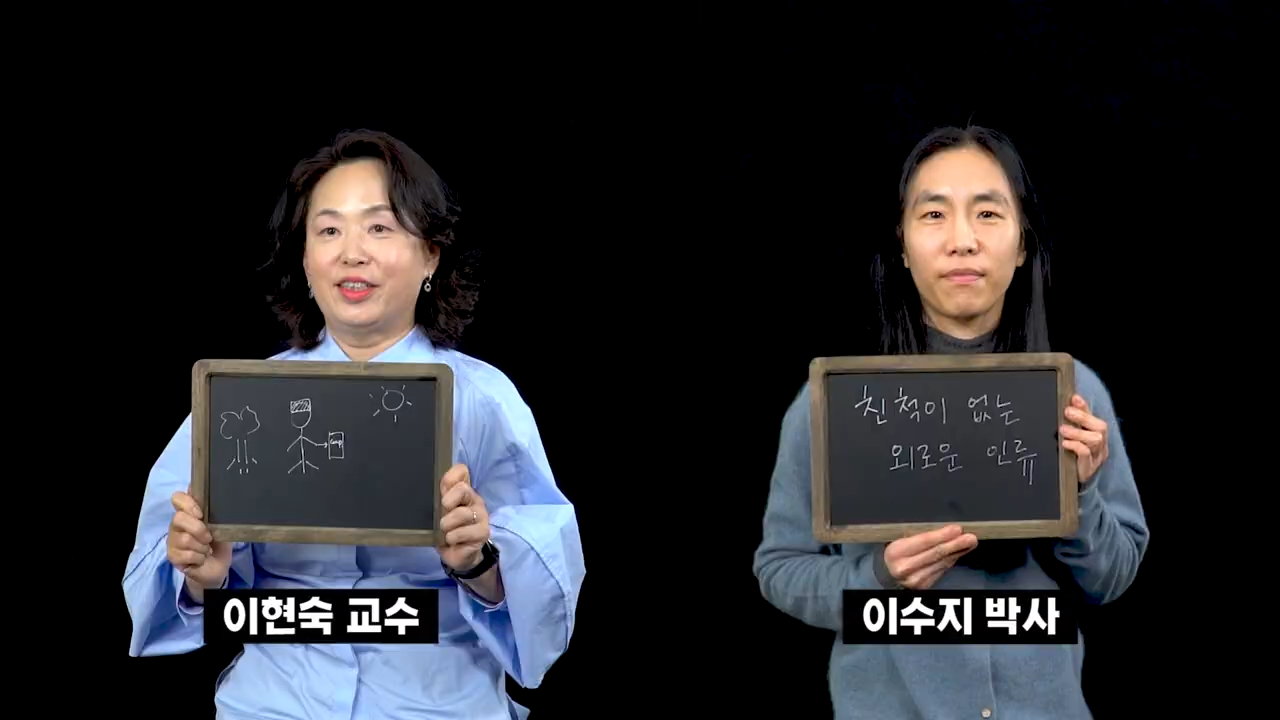 친척이 없는
외로운 인류
이현숙 교수
이수지 박사